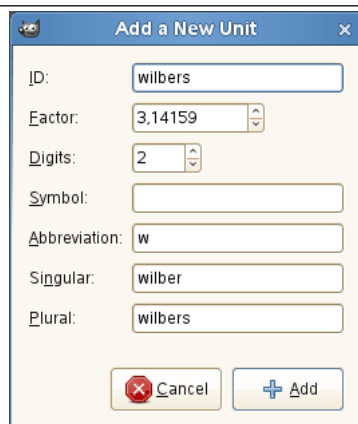 Add a New Unit
ID: wilbers
Factor: 3,14159
Digits: 2
Symbol:
Abbreviation: w
Singular: wilber
Plural: wilbers
Cancel Add